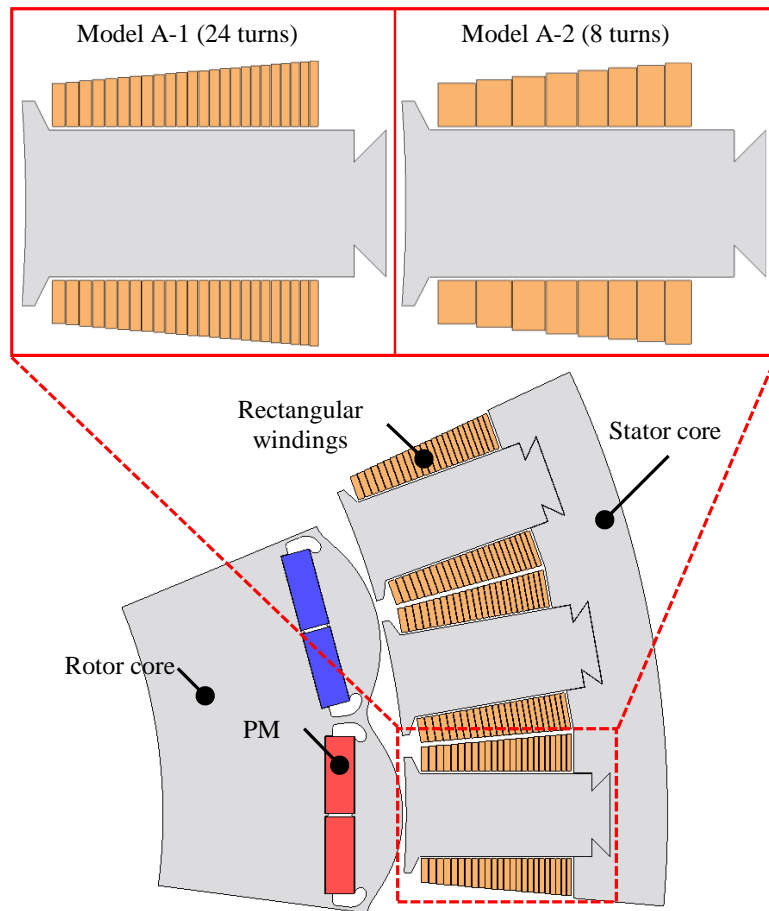 Model A-1 (24 turns)
Model A-2 (8 turns)
Rectangular
windings
Stator core
Rotor core
PM